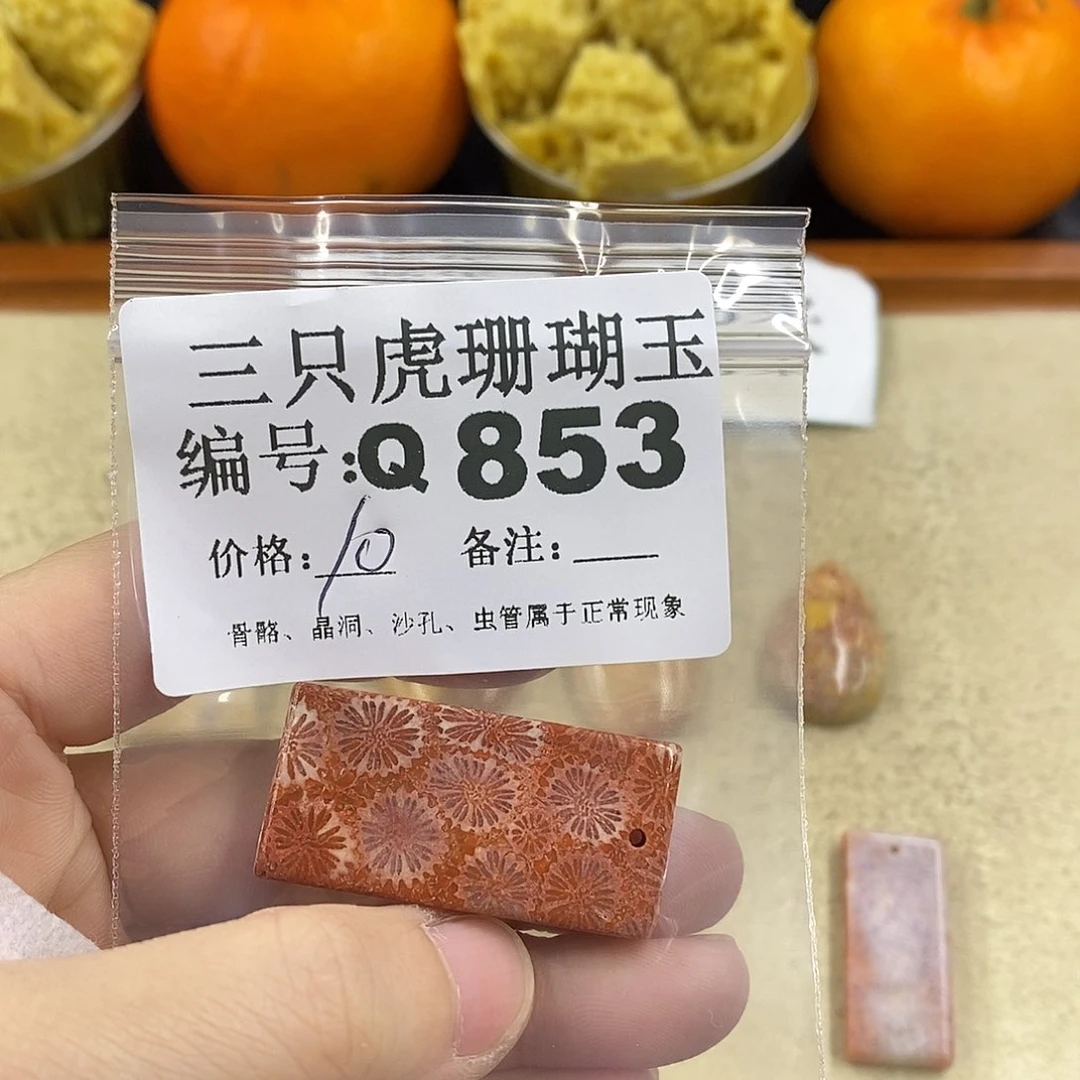 三只虎珊瑚玉
编号:Q 853
价格:10 备注:___
骨骼、晶洞、沙孔、虫管属于正常现象